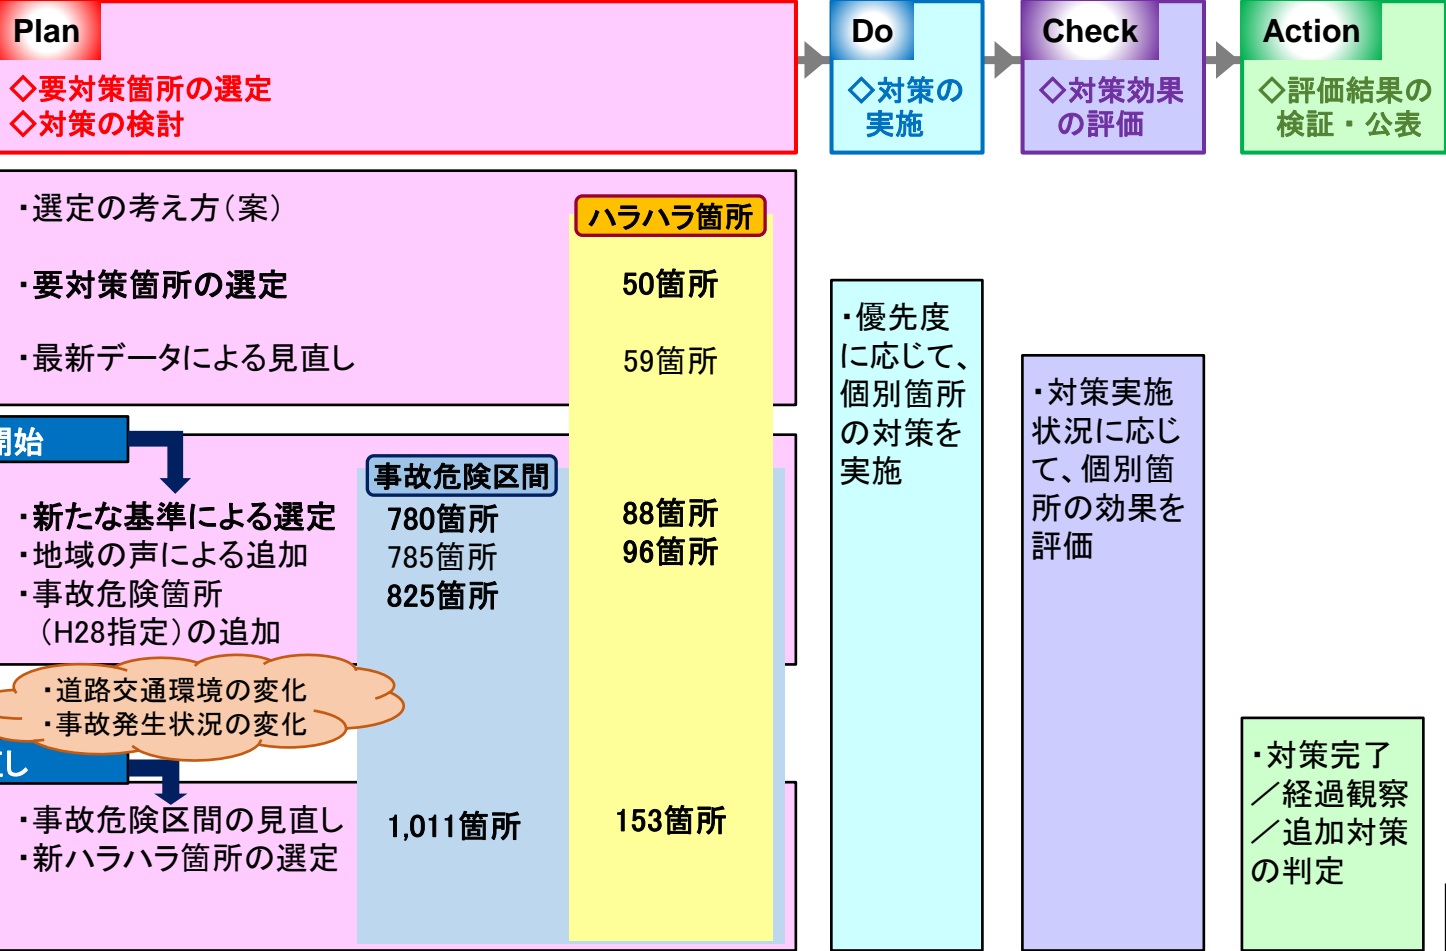 Plan
◇要対策箇所の選定
◇対策の検討
Do
◇対策の
実施
Check
◇対策効果
の評価
Action
◇評価結果の
検証・公表
・選定の考え方(案)
ハラハラ箇所
・要対策箇所の選定
50箇所
・最新データによる見直し
59箇所
開始
事故危険区間
・新たな基準による選定
780箇所
88箇所
・地域の声による追加
785箇所
96箇所
・事故危険箇所
(H28指定)の追加
825箇所
・道路交通環境の変化
・事故発生状況の変化
し
・事故危険区間の見直し
・新ハラハラ箇所の選定
1,011箇所
153箇所
・優先度
に応じて、
個別箇所
の対策を
実施
・対策実施
状況に応じ
て、個別箇
所の効果を
評価
・対策完了
／経過観察
／追加対策
の判定